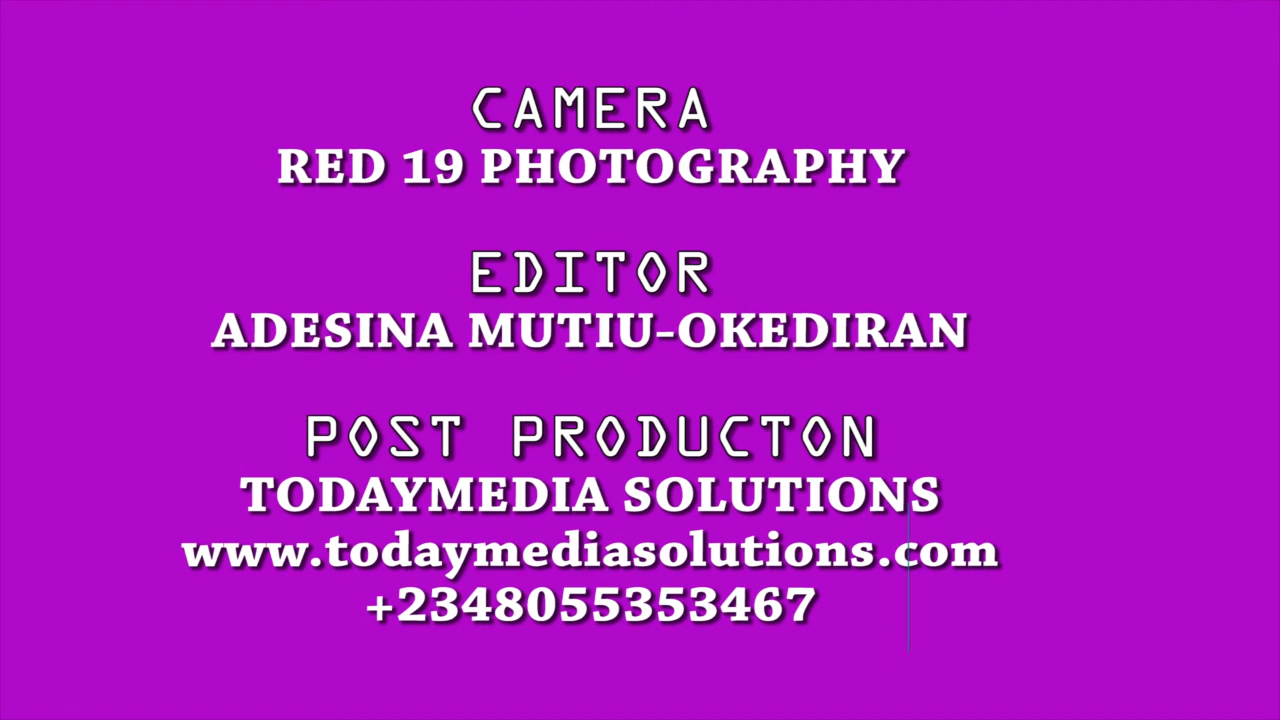 CAMERA
RED 19 PHOTOGRAPHY
EDITOR
ADESINA MUTIU-OKEDIRAN
POST PRODUCTON
TODAYMEDIA SOLUTIONS
www.todaymediasolutions.com
+2348055353467